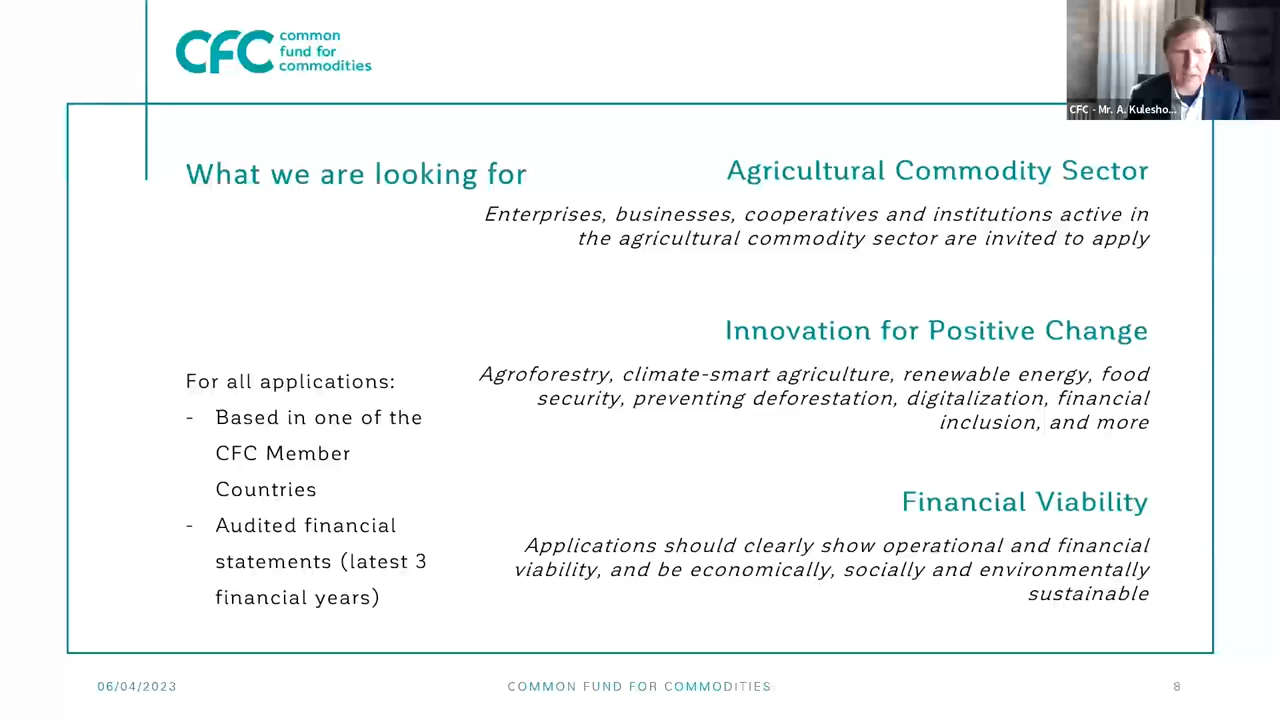 CFC common
fund for
commodities
CFC - Mr. A. Kulesho...
What we are looking for
For all applications:
- Based in one of the
CFC Member
Countries
- Audited financial
statements (latest 3
financial years)
Agricultural Commodity Sector
Enterprises, businesses, cooperatives and institutions active in
the agricultural commodity sector are invited to apply
Innovation for Positive Change
Agroforestry, climate-smart agriculture, renewable energy, food
security, preventing deforestation, digitalization, financial
inclusion, and more
Financial Viability
Applications should clearly show operational and financial
viability, and be economically, socially and environmentally
sustainable
06/04/2023
COMMON FUND FOR COMMODITIES
8